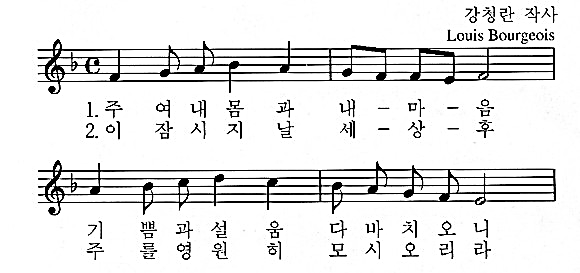 강청란 작사
Louis Bourgeois
1. 주 여 내 몸 과 내 - 마 - 음
2. 이 잠 시 지 날 세 - 상 - 후
기 쁨 과 설 움 다 마 치 오 니
주 를 영 원 히 모 시 오 리 라